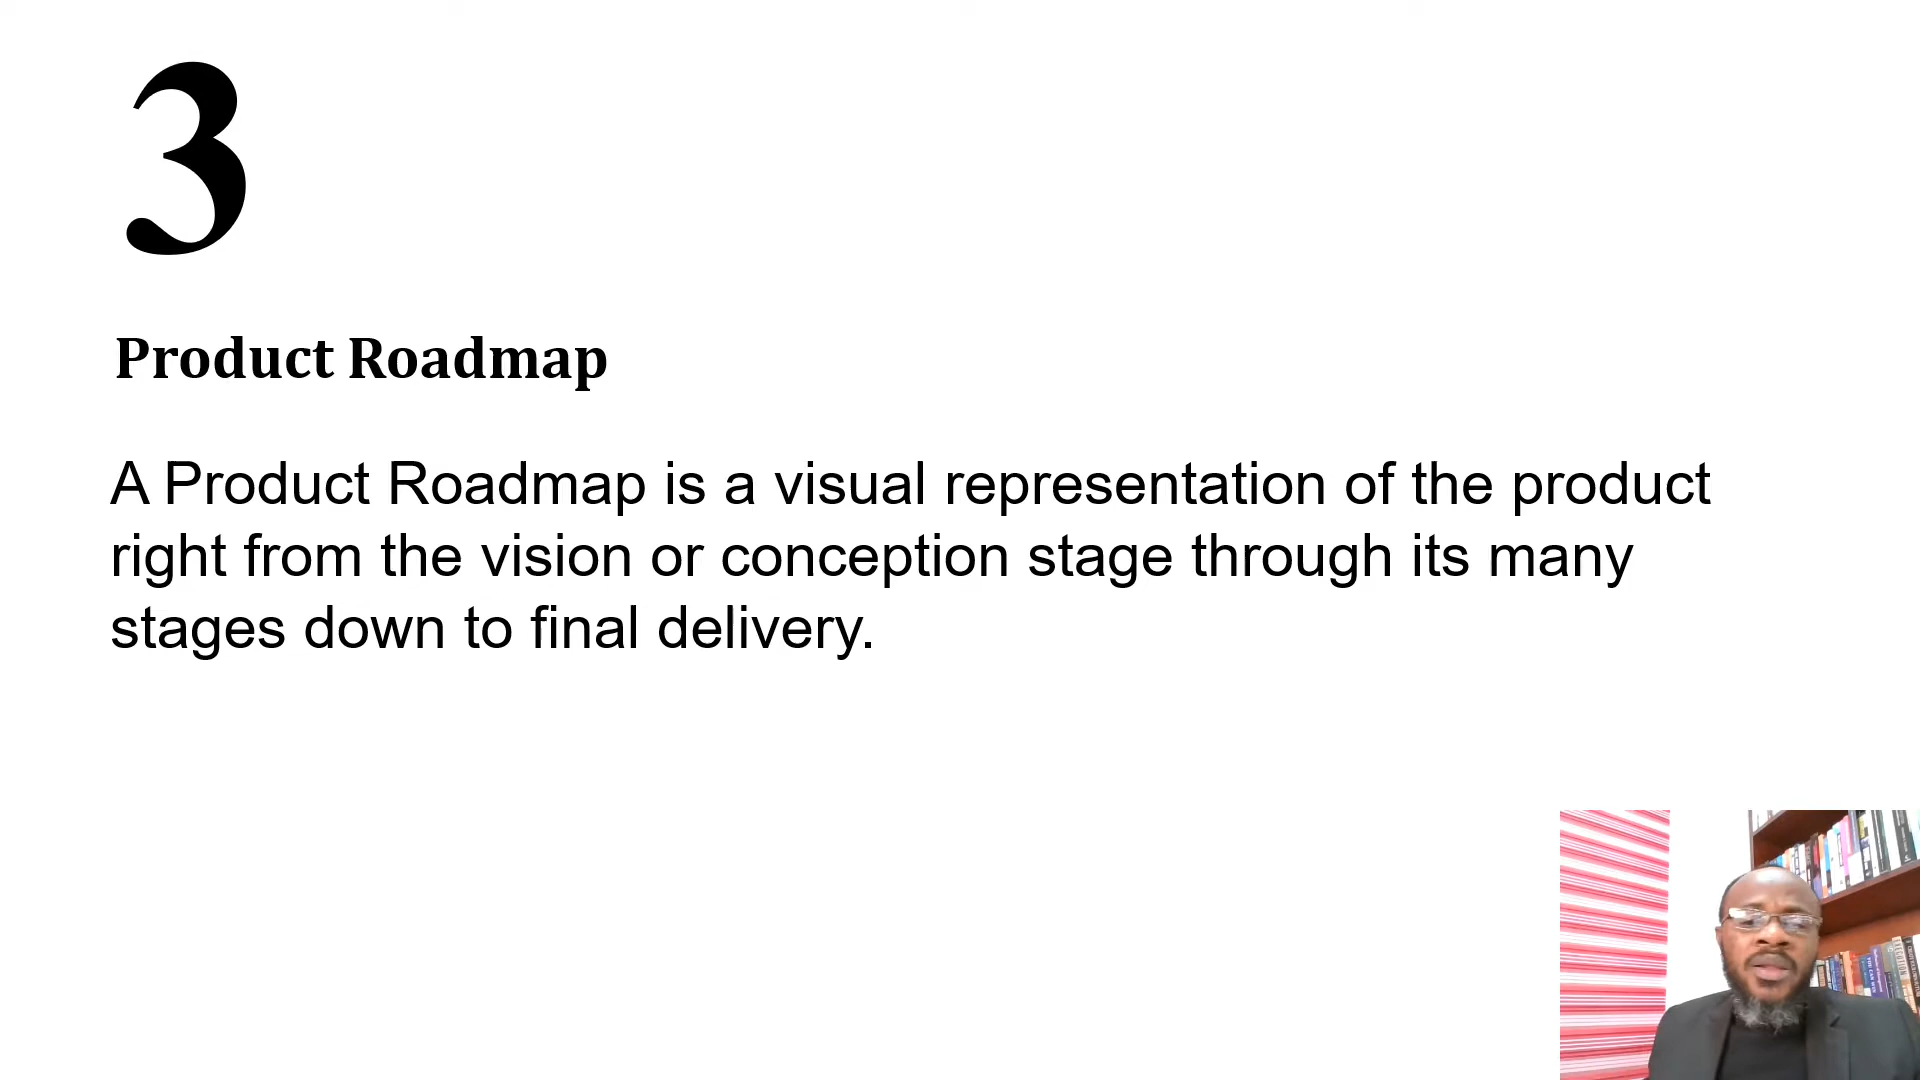 3
Product Roadmap
A Product Roadmap is a visual representation of the product
right from the vision or conception stage through its many
stages down to final delivery.